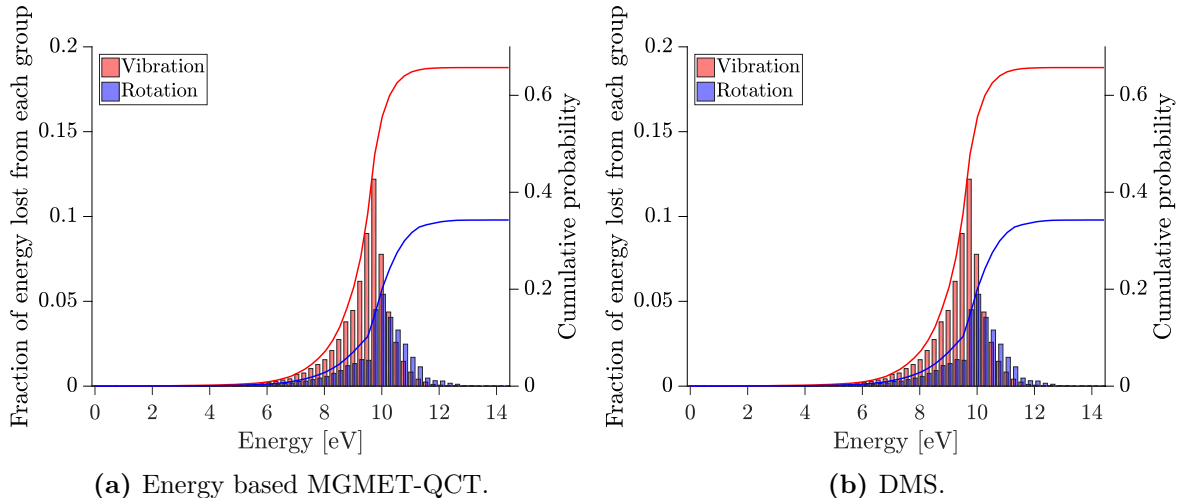 Fraction of energy lost from each group
0.2
0.15
0.1
0.05
0
Vibration
Rotation
0.6
0.4
0.2
0
Cumulative probability
0 2 4 6 8 10 12 14
Energy [eV]
(a) Energy based MGMET-QCT.
Fraction of energy lost from each group
0.2
0.15
0.1
0.05
0
Vibration
Rotation
0.6
0.4
0.2
0
Cumulative probability
0 2 4 6 8 10 12 14
Energy [eV]
(b) DMS.